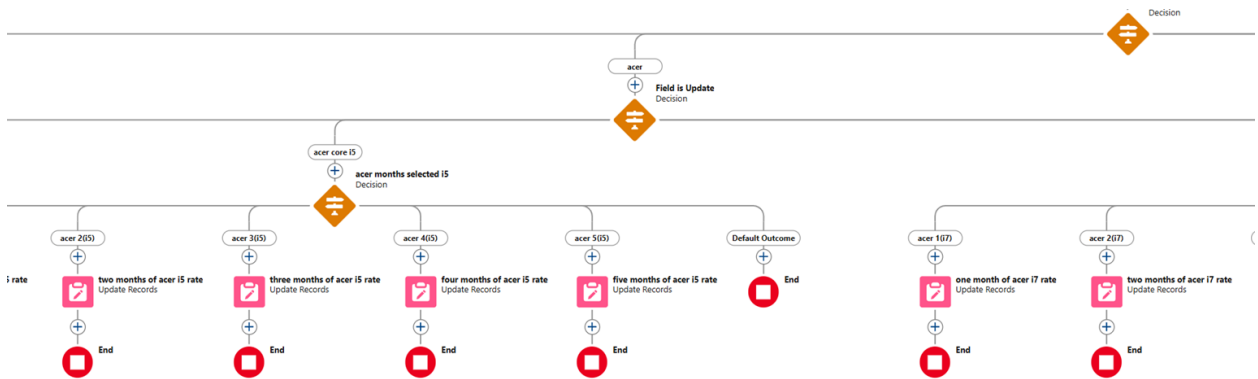 Decision
acer
Field is Update
Decision
acer core i5
acer months selected i5
Decision
acer 2(i5)
acer 3(i5)
acer 4(i5)
acer 5(i5)
Default Outcome
acer 1(i7)
acer 2(i7)
5 rate
two months of acer i5 rate
Update Records
three months of acer i5 rate
Update Records
four months of acer i5 rate
Update Records
five months of acer i5 rate
Update Records
End
one month of acer i7 rate
Update Records
two months of acer i7 rate
Update Records
End
End
End
End
End
End